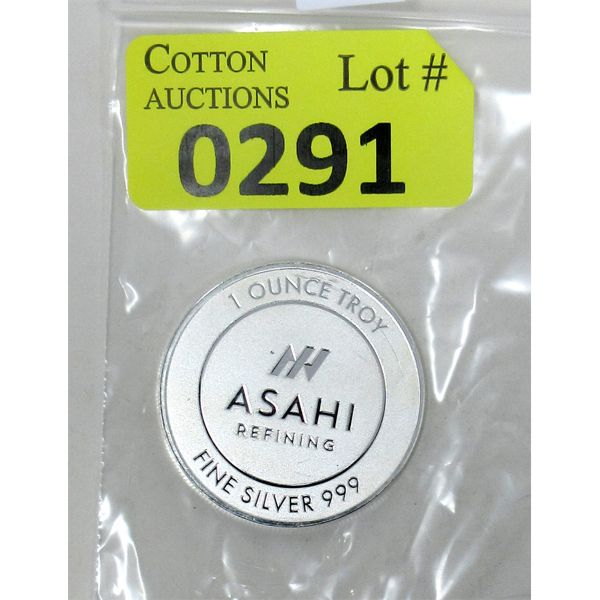 COTTON
AUCTIONS
Lot #
0291
1 OUNCE TROY
ASAHI
REFINING
FINE SILVER 999